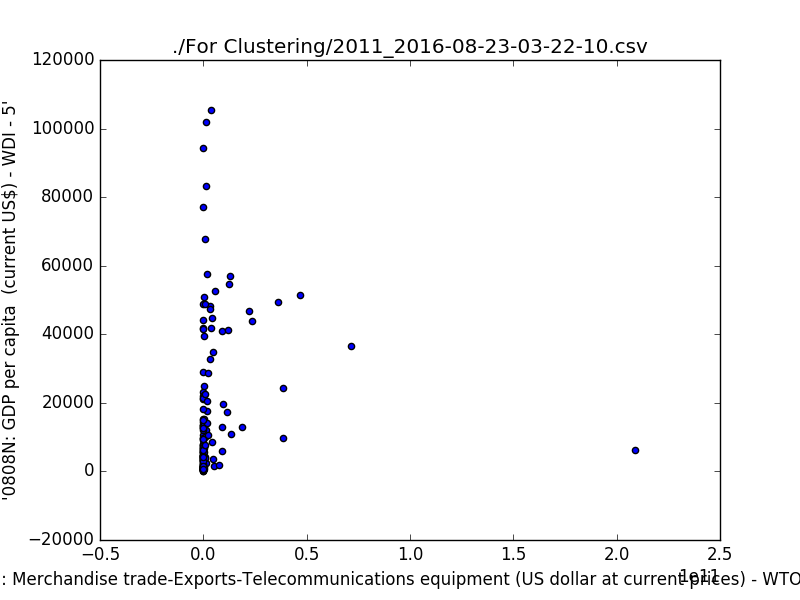 ./For Clustering/2011_2016-08-23-03-22-10.csv
'0808N: GDP per capita  (current US$) - WDI - 5'
120000
100000
80000
60000
40000
20000
0
−20000
−0.5 0.0 0.5 1.0 1.5 2.0 2.5
1e11
: Merchandise trade-Exports-Telecommunications equipment (US dollar at current prices) - WTO